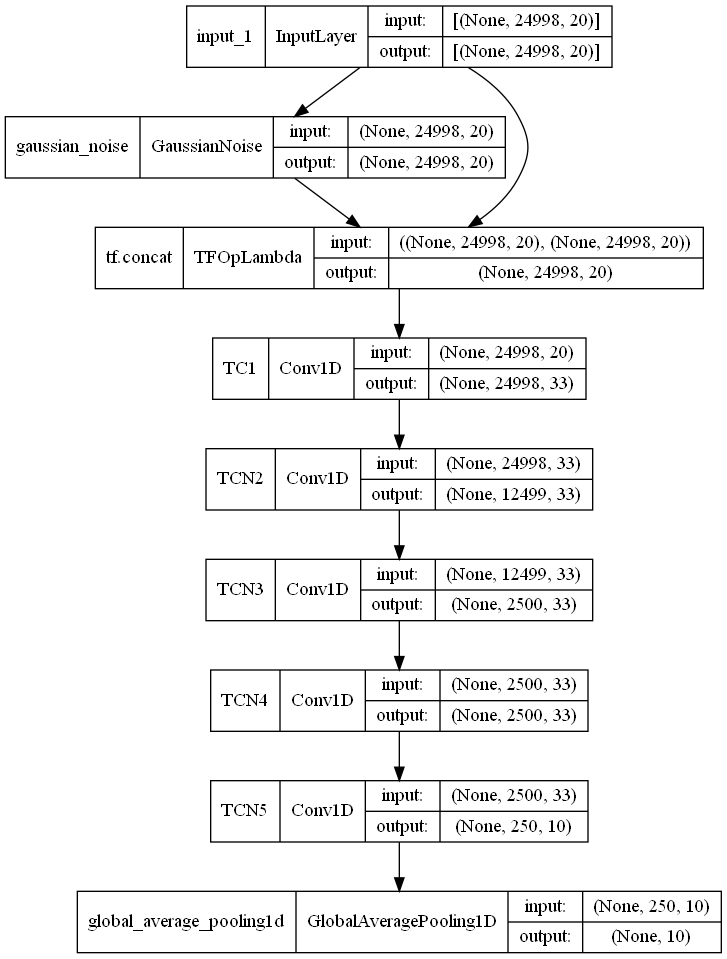 input_1 InputLayer input: [(None, 24998, 20)]
output: [(None, 24998, 20)]
gaussian_noise GaussianNoise input: (None, 24998, 20)
output: (None, 24998, 20)
tf.concat TFOpLambda input: ((None, 24998, 20), (None, 24998, 20))
output: (None, 24998, 20)
TC1 Conv1D input: (None, 24998, 20)
output: (None, 24998, 33)
TCN2 Conv1D input: (None, 24998, 33)
output: (None, 12499, 33)
TCN3 Conv1D input: (None, 12499, 33)
output: (None, 2500, 33)
TCN4 Conv1D input: (None, 2500, 33)
output: (None, 2500, 33)
TCN5 Conv1D input: (None, 2500, 33)
output: (None, 250, 10)
global_average_pooling1d GlobalAveragePooling1D input: (None, 250, 10)
output: (None, 10)